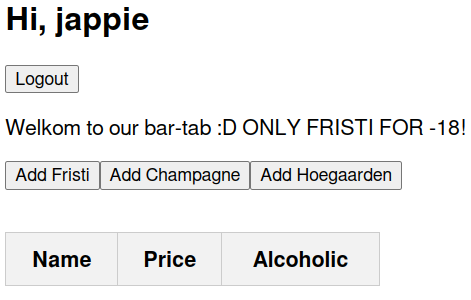 Hi, jappie
Logout
Welkom to our bar-tab :D ONLY FRISTI FOR -18!
Add Fristi Add Champagne Add Hoegaarden
Name Price Alcoholic